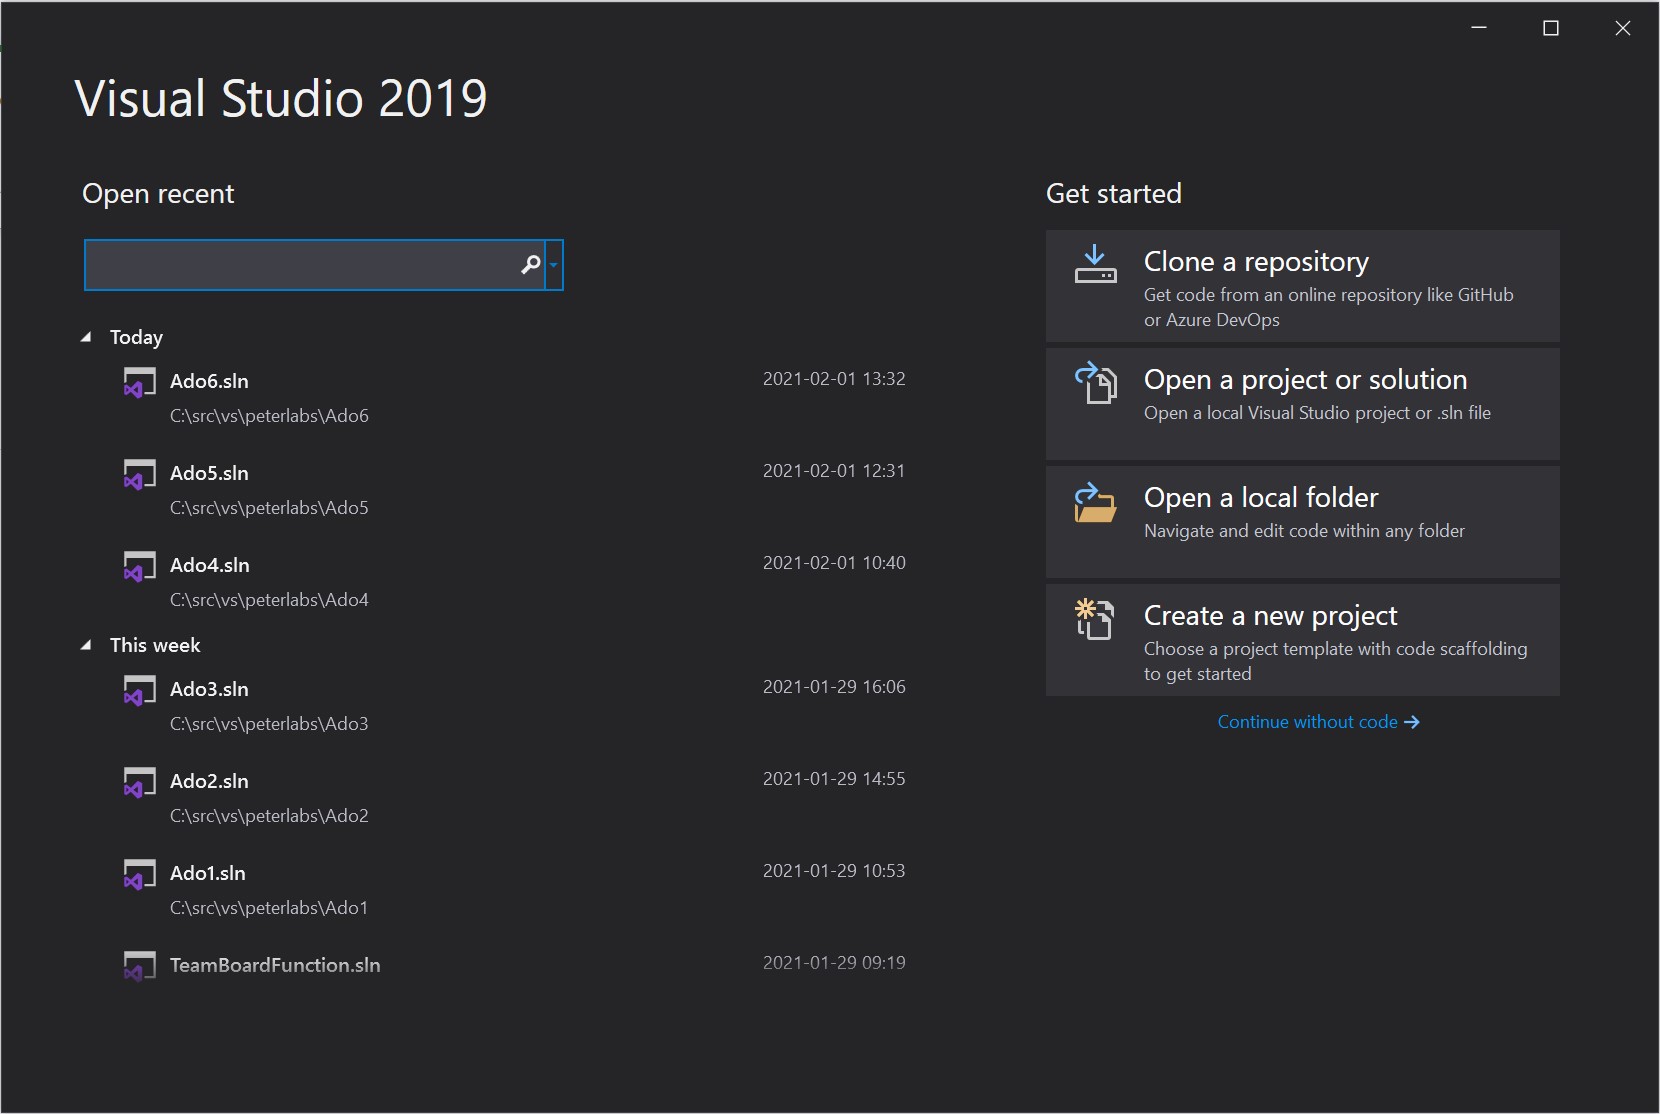 Visual Studio 2019
Open recent
Today
Ado6.sln 2021-02-01 13:32
C:\src\vs\peterlabs\Ado6
Ado5.sln 2021-02-01 12:31
C:\src\vs\peterlabs\Ado5
Ado4.sln 2021-02-01 10:40
C:\src\vs\peterlabs\Ado4
This week
Ado3.sln 2021-01-29 16:06
C:\src\vs\peterlabs\Ado3
Ado2.sln 2021-01-29 14:55
C:\src\vs\peterlabs\Ado2
Ado1.sln 2021-01-29 10:53
C:\src\vs\peterlabs\Ado1
TeamBoardFunction.sln 2021-01-29 09:19
Get started
Clone a repository
Get code from an online repository like GitHub
or Azure DevOps
Open a project or solution
Open a local Visual Studio project or .sln file
Open a local folder
Navigate and edit code within any folder
Create a new project
Choose a project template with code scaffolding
to get started
Continue without code